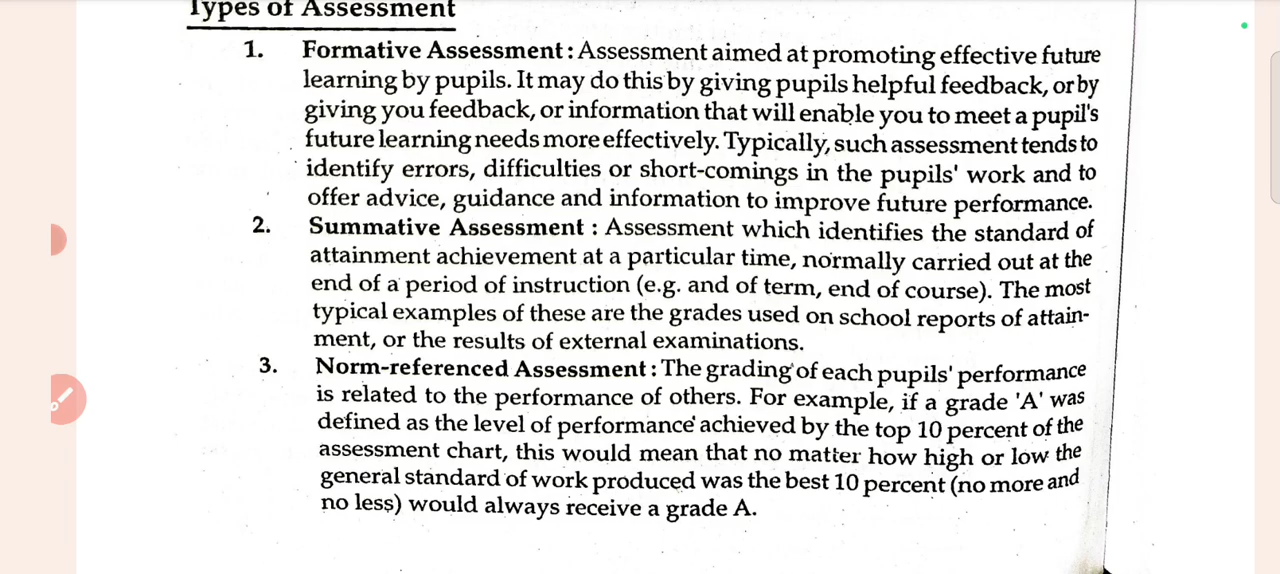 Types of Assessment
1. Formative Assessment : Assessment aimed at promoting effective future
learning by pupils. It may do this by giving pupils helpful feedback, or by
giving you feedback, or information that will enable you to meet a pupil's
future learning needs more effectively. Typically, such assessment tends to
identify errors, difficulties or short-comings in the pupils' work and to
offer advice, guidance and information to improve future performance.
2. Summative Assessment : Assessment which identifies the standard of
attainment achievement at a particular time, normally carried out at the
end of a period of instruction (e.g. and of term, end of course). The most
typical examples of these are the grades used on school reports of attain-
ment, or the results of external examinations.
3. Norm-referenced Assessment : The grading of each pupils' performance
is related to the performance of others. For example, if a grade 'A' was
defined as the level of performance achieved by the top 10 percent of the
assessment chart, this would mean that no matter how high or low the
general standard of work produced was the best 10 percent (no more and
no less) would always receive a grade A.